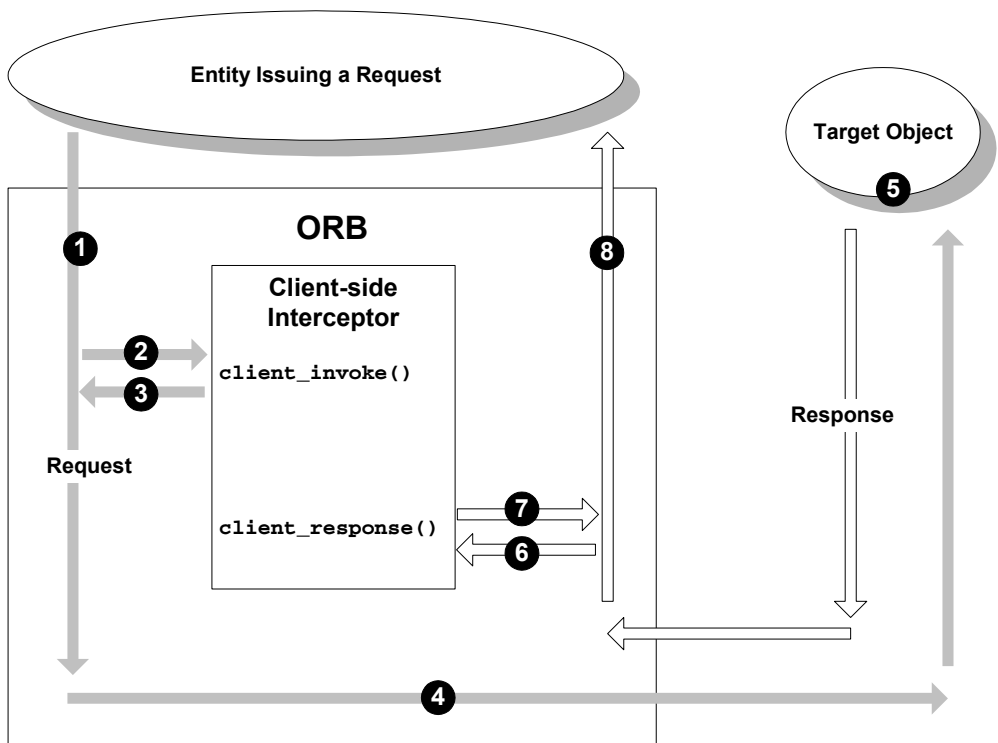 Entity Issuing a Request
Target Object
5
ORB
1
8
Client-side
Interceptor
2
client_invoke()
3
Response
Request
7
client_response()
6
4